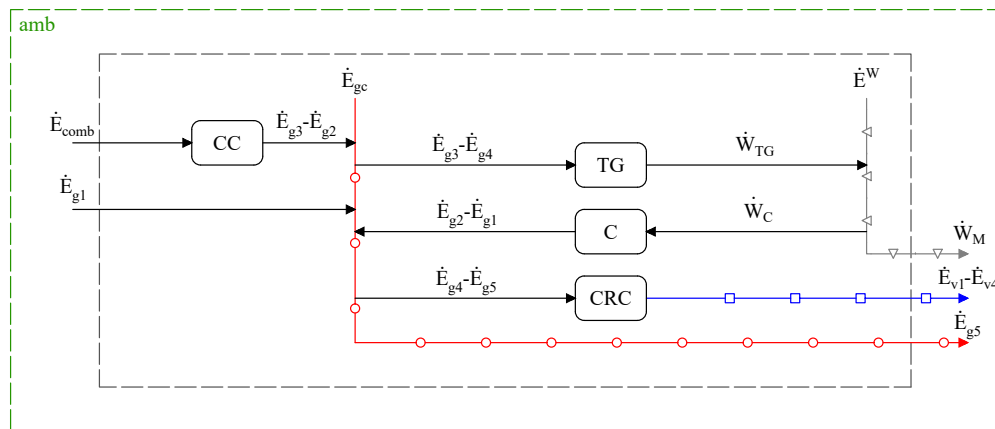 amb
Ė_gc
Ė^W
Ė_comb
CC
Ė_g3-Ė_g2
Ė_g3-Ė_g4
TG
Ẇ_TG
Ė_g1
Ė_g2-Ė_g1
C
Ẇ_C
Ẇ_M
Ė_g4-Ė_g5
CRC
Ė_v1-Ė_v4
Ė_g5